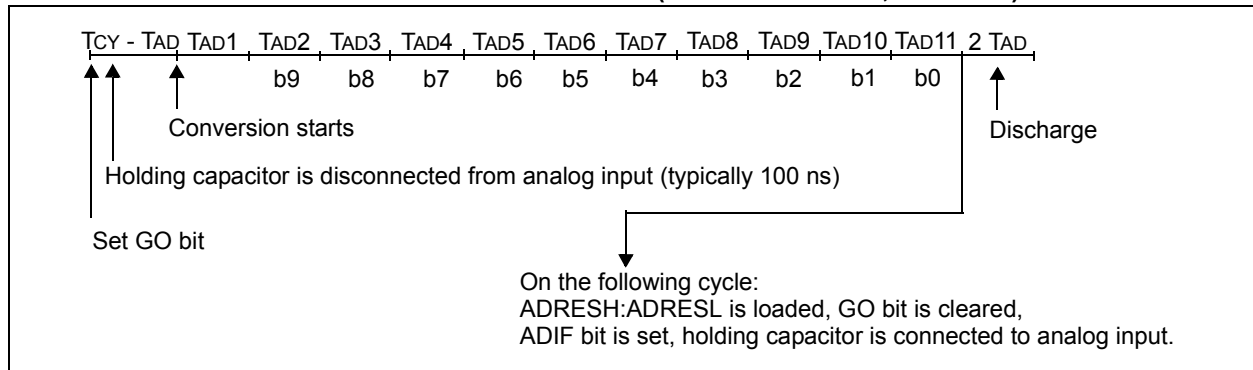 TCY - TAD TAD1 TAD2 TAD3 TAD4 TAD5 TAD6 TAD7 TAD8 TAD9 TAD10 TAD11 2 TAD
b9 b8 b7 b6 b5 b4 b3 b2 b1 b0
Conversion starts
Discharge
Holding capacitor is disconnected from analog input (typically 100 ns)
Set GO bit
On the following cycle:
ADRESH:ADRESL is loaded, GO bit is cleared,
ADIF bit is set, holding capacitor is connected to analog input.